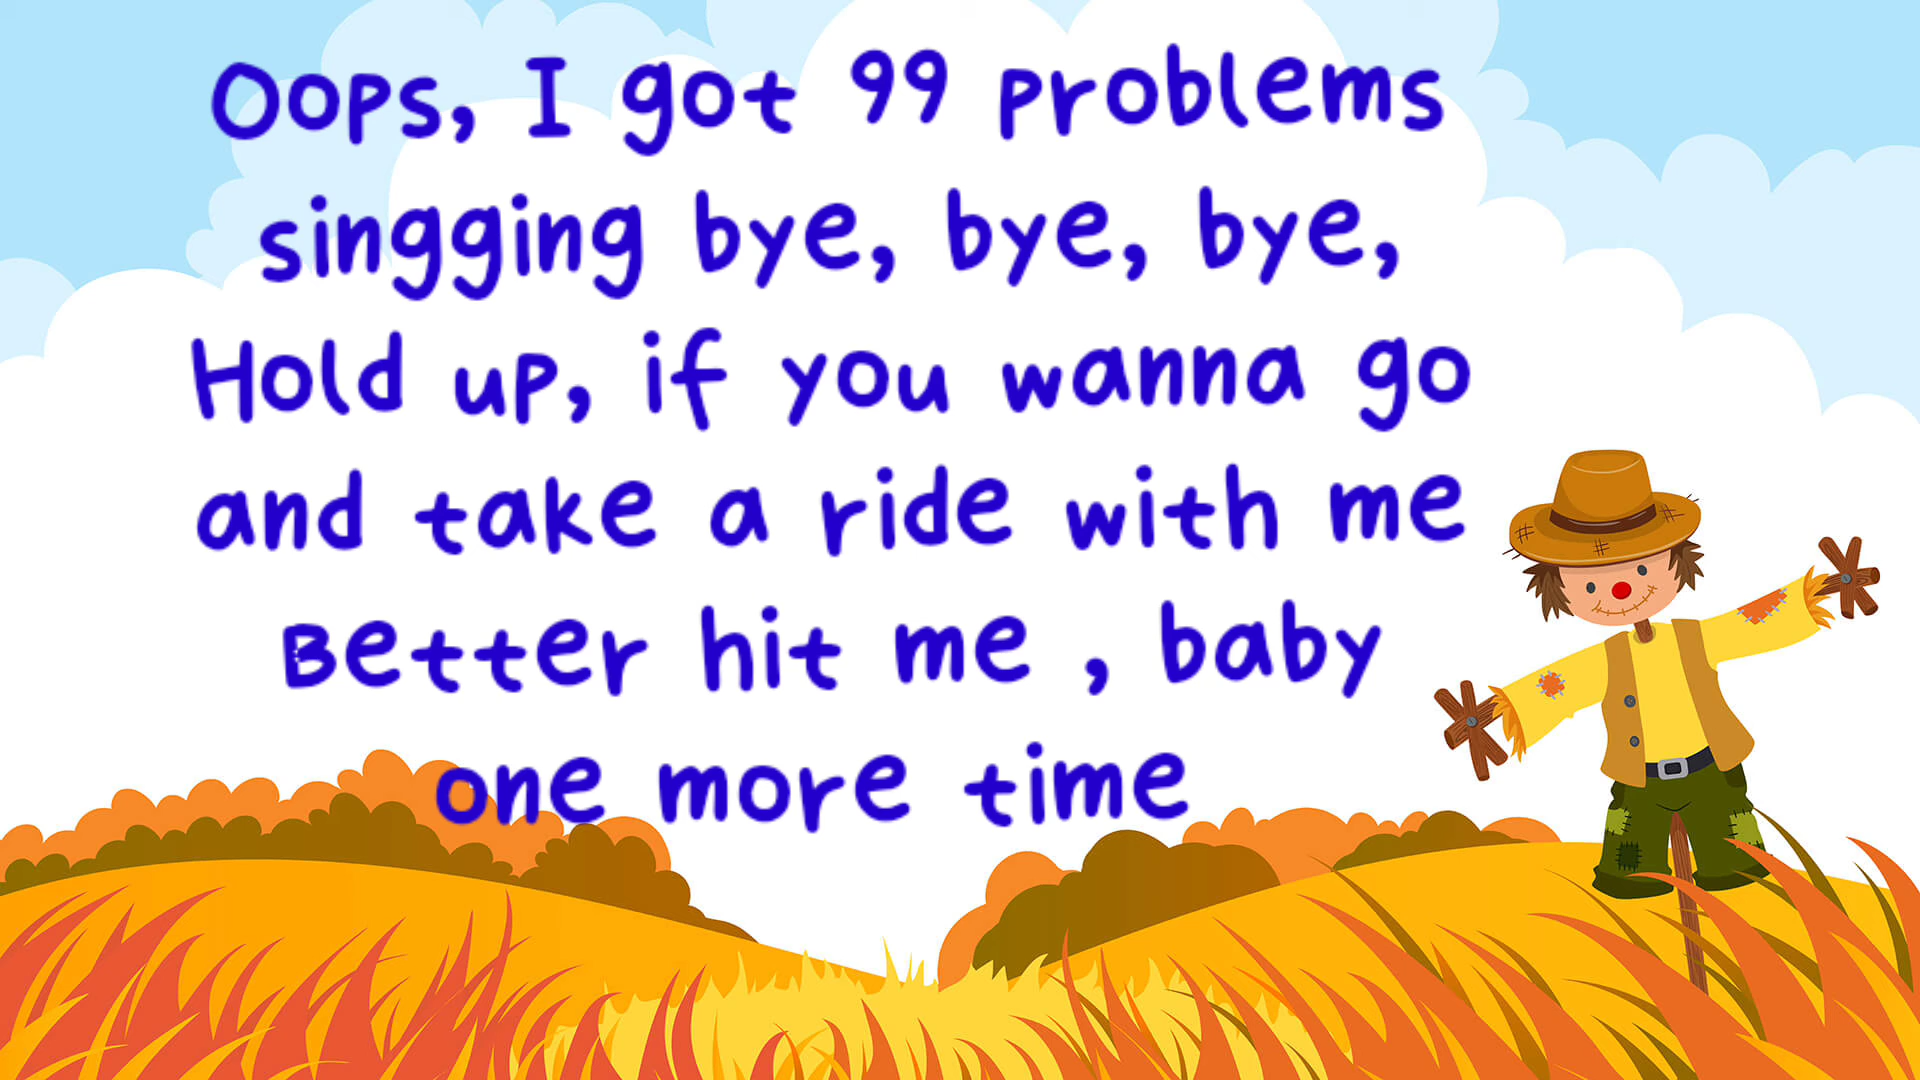 Oops, I got 99 problems
singging bye, bye, bye,
Hold up, if you wanna go
and take a ride with me
Better hit me , baby
one more time